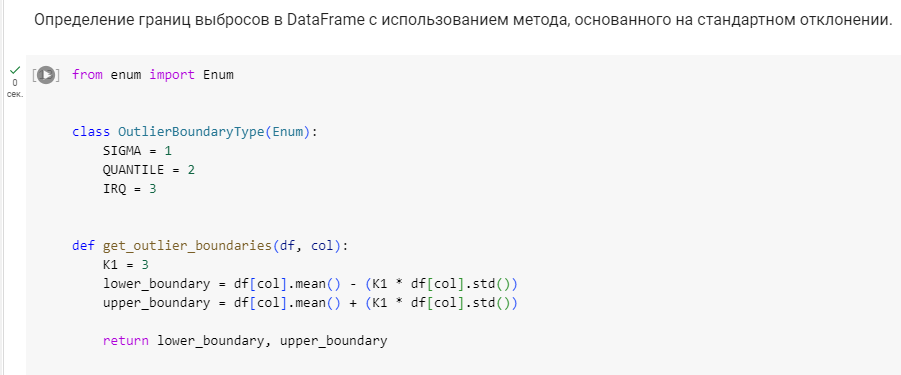 Определение границ выбросов в DataFrame с использованием метода, основанного на стандартном отклонении.
0
сек.
from enum import Enum
class OutlierBoundaryType(Enum):
    SIGMA = 1
    QUANTILE = 2
    IRQ = 3
def get_outlier_boundaries(df, col):
    K1 = 3
    lower_boundary = df[col].mean() - (K1 * df[col].std())
    upper_boundary = df[col].mean() + (K1 * df[col].std())
    return lower_boundary, upper_boundary